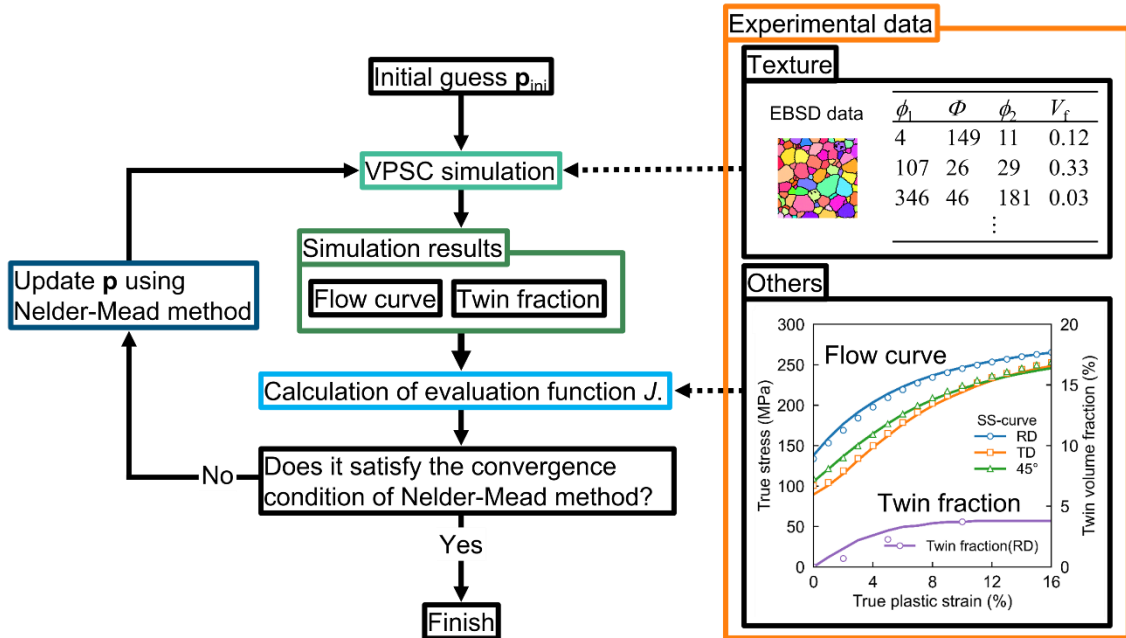 Initial guess p_ini
VPSC simulation
Simulation results
Flow curve Twin fraction
Update p using
Nelder-Mead method
Calculation of evaluation function J.
Does it satisfy the convergence
condition of Nelder-Mead method?
No
Yes
Finish
Experimental data
Texture
EBSD data
ϕ₁ Φ ϕ₂ V_f
4 149 11 0.12
107 26 29 0.33
346 46 181 0.03
⋮
Others
Flow curve
SS-curve
RD
TD
45°
Twin fraction
Twin fraction(RD)
True stress (MPa)
300
250
200
150
100
50
0
Twin volume fraction (%)
20
15
10
5
0
0 4 8 12 16
True plastic strain (%)